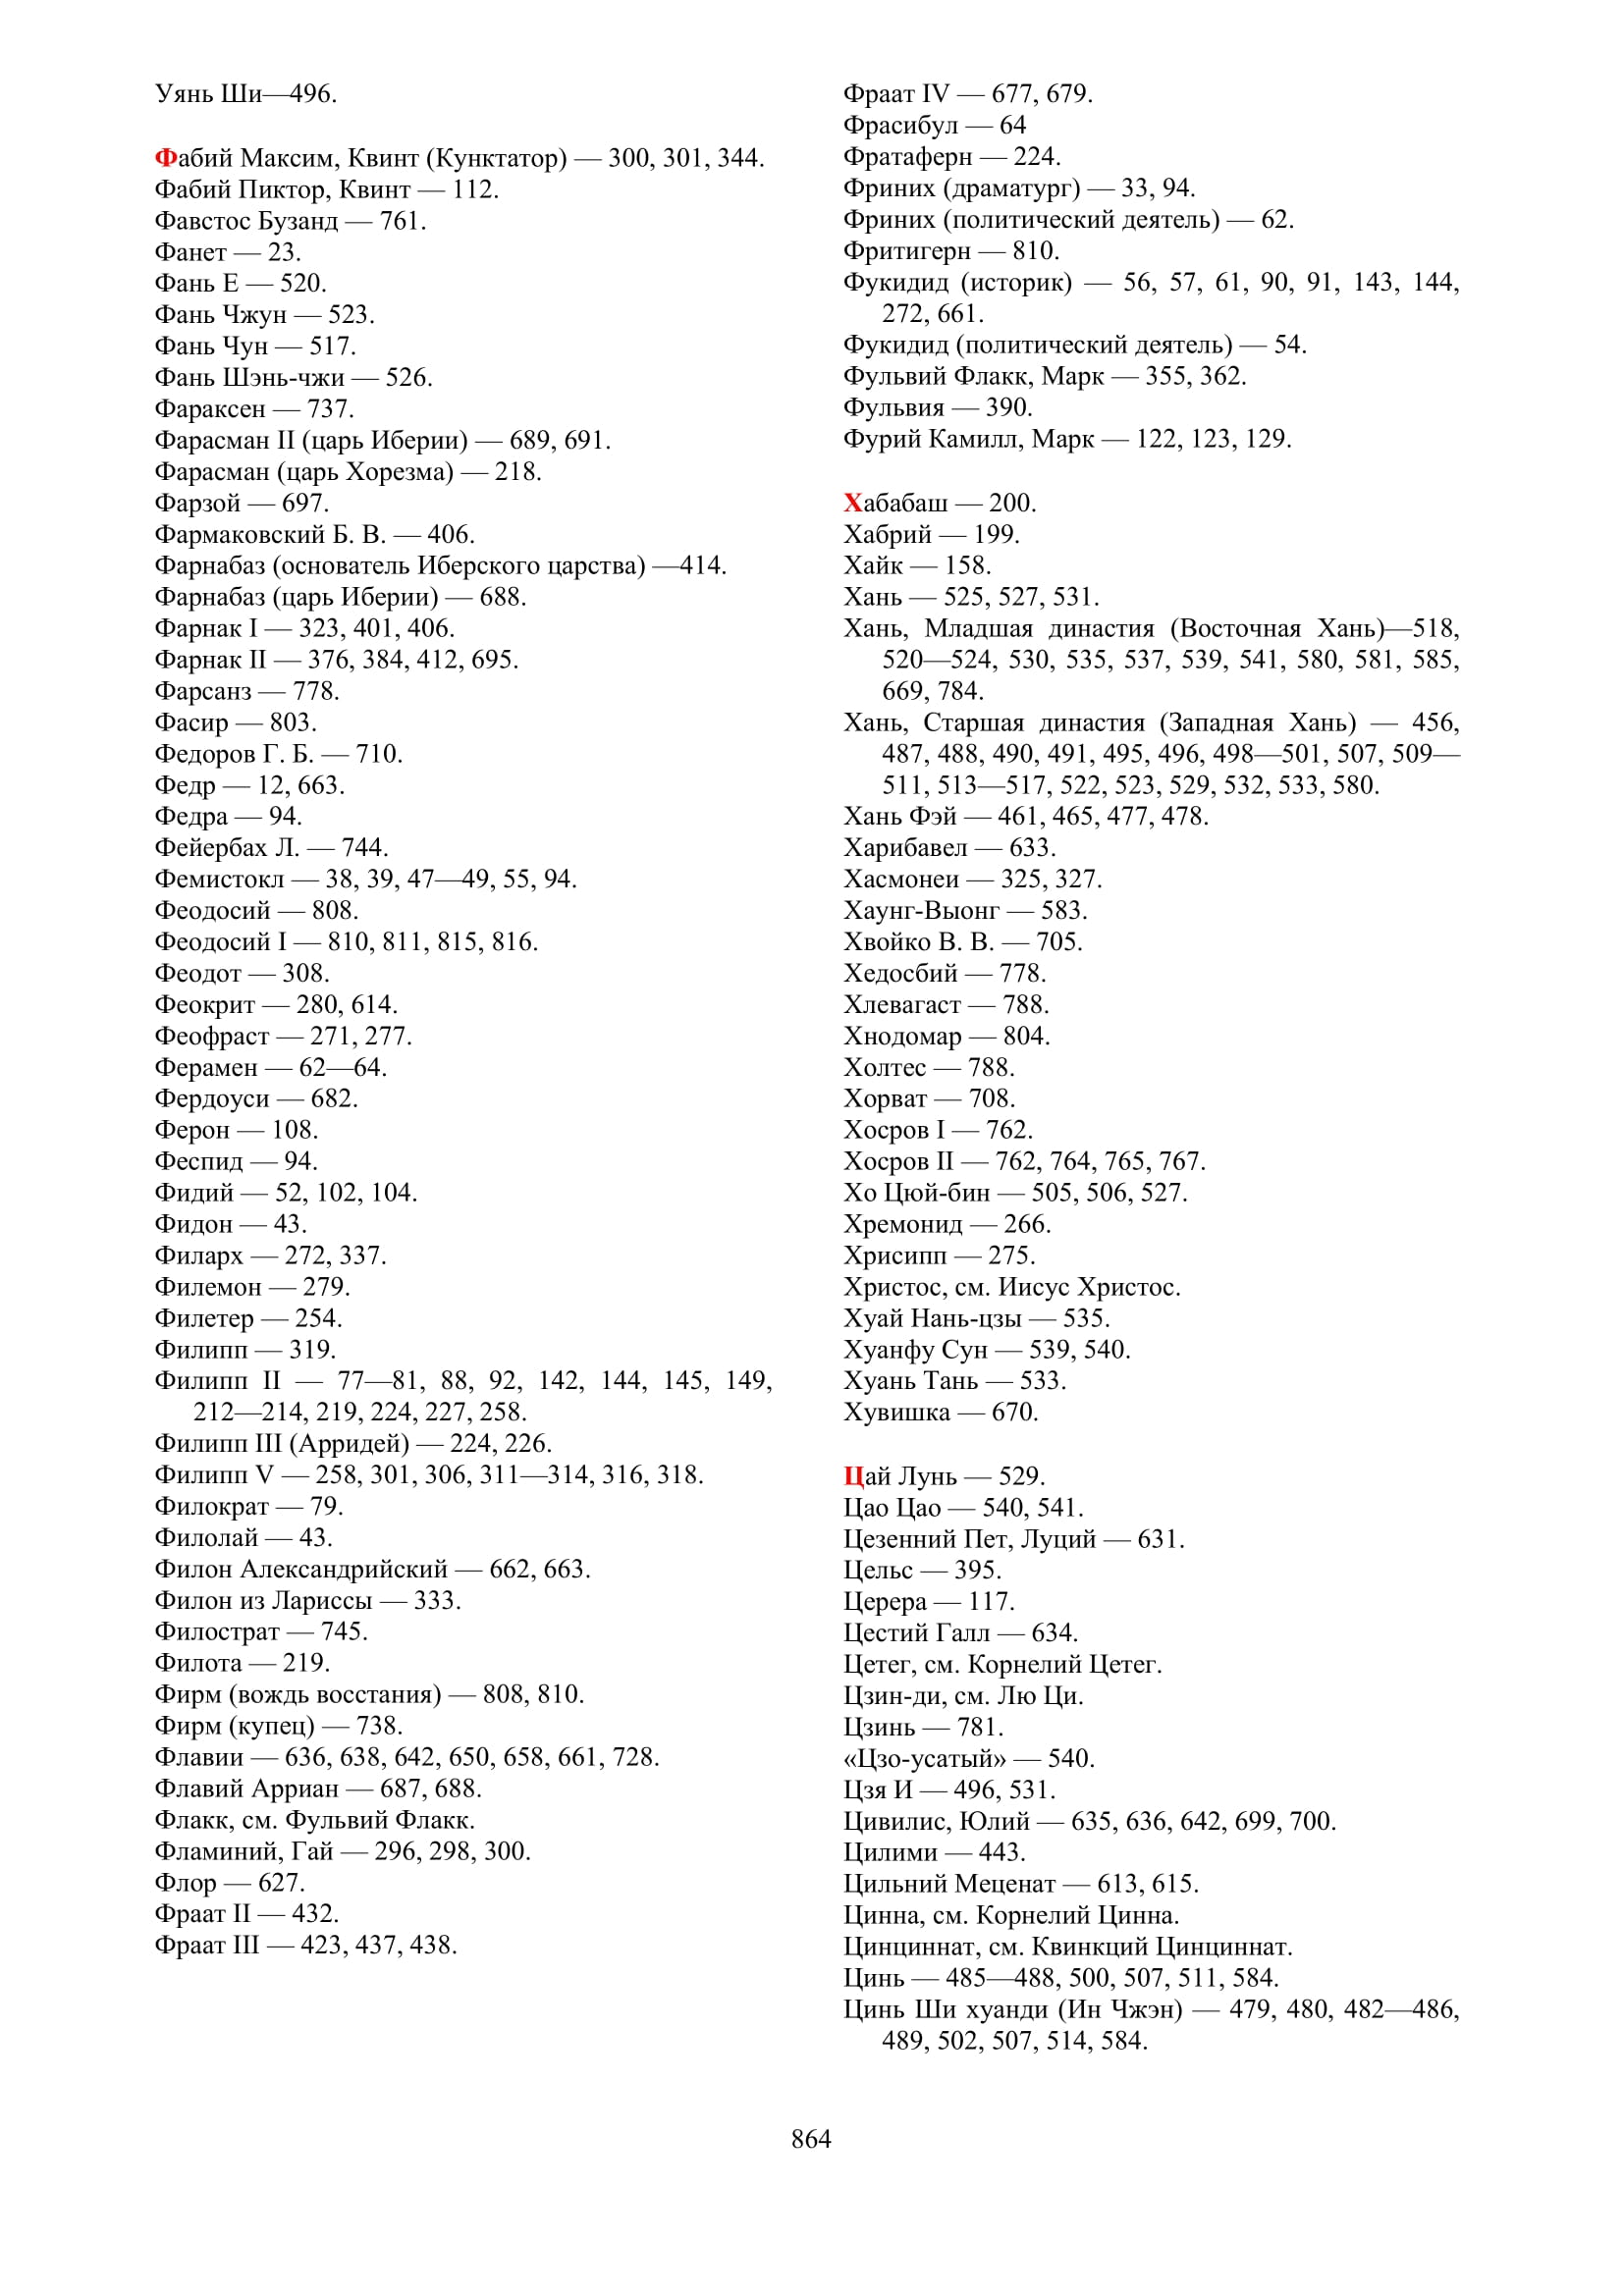 Уянь Ши—496.
Фабий Максим, Квинт (Кунктатор) — 300, 301, 344.
Фабий Пиктор, Квинт — 112.
Фавстос Бузанд — 761.
Фанет — 23.
Фань Е — 520.
Фань Чжун — 523.
Фань Чун — 517.
Фань Шэнь-чжи — 526.
Фараксен — 737.
Фарасман II (царь Иберии) — 689, 691.
Фарасман (царь Хорезма) — 218.
Фарзой — 697.
Фармаковский Б. В. — 406.
Фарнабаз (основатель Иберского царства) —414.
Фарнабаз (царь Иберии) — 688.
Фарнак I — 323, 401, 406.
Фарнак II — 376, 384, 412, 695.
Фарсанз — 778.
Фасир — 803.
Федоров Г. Б. — 710.
Федр — 12, 663.
Федра — 94.
Фейербах Л. — 744.
Фемистокл — 38, 39, 47—49, 55, 94.
Феодосий — 808.
Феодосий I — 810, 811, 815, 816.
Феодот — 308.
Феокрит — 280, 614.
Феофраст — 271, 277.
Ферамен — 62—64.
Фердоуси — 682.
Ферон — 108.
Феспид — 94.
Фидий — 52, 102, 104.
Фидон — 43.
Филарх — 272, 337.
Филемон — 279.
Филетер — 254.
Филипп — 319.
Филипп II — 77—81, 88, 92, 142, 144, 145, 149,
212—214, 219, 224, 227, 258.
Филипп III (Арридей) — 224, 226.
Филипп V — 258, 301, 306, 311—314, 316, 318.
Филократ — 79.
Филолай — 43.
Филон Александрийский — 662, 663.
Филон из Лариссы — 333.
Филострат — 745.
Филота — 219.
Фирм (вождь восстания) — 808, 810.
Фирм (купец) — 738.
Флавии — 636, 638, 642, 650, 658, 661, 728.
Флавий Арриан — 687, 688.
Флакк, см. Фульвий Флакк.
Фламиний, Гай — 296, 298, 300.
Флор — 627.
Фраат II — 432.
Фраат III — 423, 437, 438.
Фраат IV — 677, 679.
Фрасибул — 64
Фратаферн — 224.
Фриних (драматург) — 33, 94.
Фриних (политический деятель) — 62.
Фритигерн — 810.
Фукидид (историк) — 56, 57, 61, 90, 91, 143, 144,
272, 661.
Фукидид (политический деятель) — 54.
Фульвий Флакк, Марк — 355, 362.
Фульвия — 390.
Фурий Камилл, Марк — 122, 123, 129.
Хабабаш — 200.
Хабрий — 199.
Хайк — 158.
Хань — 525, 527, 531.
Хань, Младшая династия (Восточная Хань)—518,
520—524, 530, 535, 537, 539, 541, 580, 581, 585,
669, 784.
Хань, Старшая династия (Западная Хань) — 456,
487, 488, 490, 491, 495, 496, 498—501, 507, 509—
511, 513—517, 522, 523, 529, 532, 533, 580.
Хань Фэй — 461, 465, 477, 478.
Харибавел — 633.
Хасмонеи — 325, 327.
Хаунг-Выонг — 583.
Хвойко В. В. — 705.
Хедосбий — 778.
Хлевагаст — 788.
Хнодомар — 804.
Холтес — 788.
Хорват — 708.
Хосров I — 762.
Хосров II — 762, 764, 765, 767.
Хо Цюй-бин — 505, 506, 527.
Хремонид — 266.
Хрисипп — 275.
Христос, см. Иисус Христос.
Хуай Нань-цзы — 535.
Хуанфу Сун — 539, 540.
Хуань Тань — 533.
Хувишка — 670.
Цай Лунь — 529.
Цао Цао — 540, 541.
Цезенний Пет, Луций — 631.
Цельс — 395.
Церера — 117.
Цестий Галл — 634.
Цетег, см. Корнелий Цетег.
Цзин-ди, см. Лю Ци.
Цзинь — 781.
«Цзо-усатый» — 540.
Цзя И — 496, 531.
Цивилис, Юлий — 635, 636, 642, 699, 700.
Цилими — 443.
Цильний Меценат — 613, 615.
Цинна, см. Корнелий Цинна.
Цинциннат, см. Квинкций Цинциннат.
Цинь — 485—488, 500, 507, 511, 584.
Цинь Ши хуанди (Ин Чжэн) — 479, 480, 482—486,
489, 502, 507, 514, 584.
864